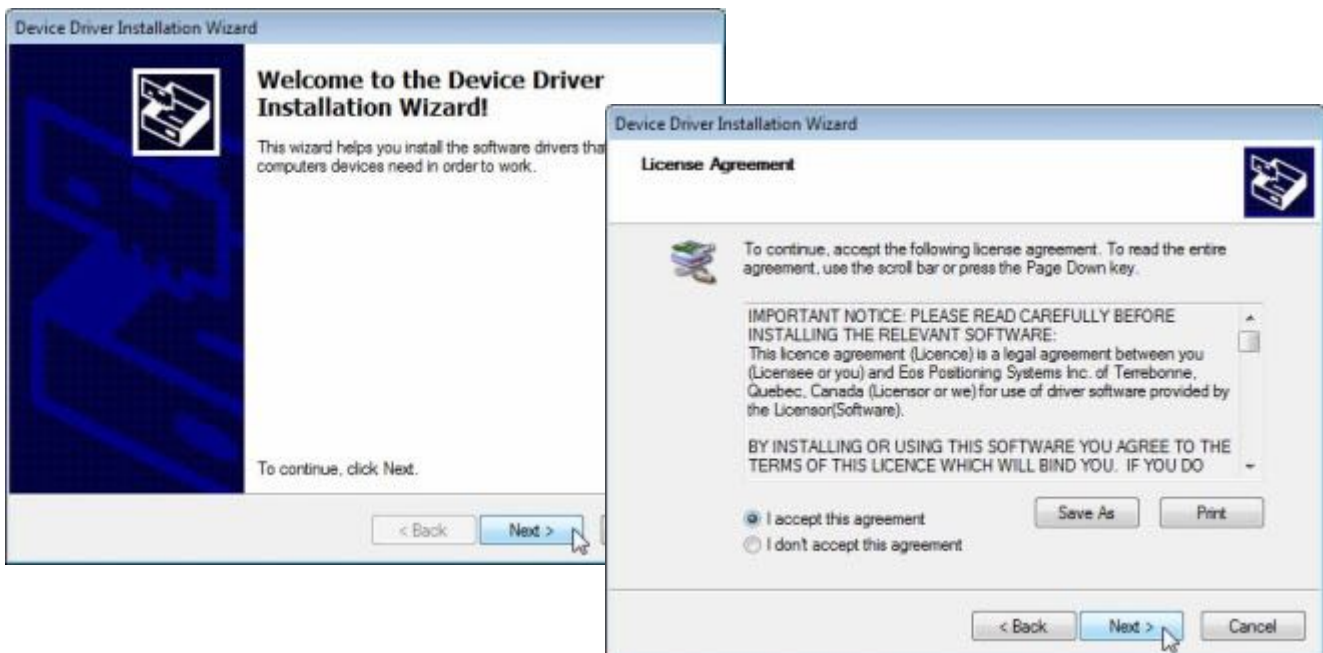 Device Driver Installation Wizard
Welcome to the Device Driver
Installation Wizard!
This wizard helps you install the software drivers tha
computers devices need in order to work.
To continue, click Next.
< Back
Next >
Device Driver Installation Wizard
License Agreement
To continue, accept the following license agreement. To read the entire
agreement, use the scroll bar or press the Page Down key.
IMPORTANT NOTICE: PLEASE READ CAREFULLY BEFORE
INSTALLING THE RELEVANT SOFTWARE:
This licence agreement (Licence) is a legal agreement between you
(Licensee or you) and Eos Positioning Systems Inc. of Terrebonne,
Quebec, Canada (Licensor or we) for use of driver software provided by
the Licensor(Software).
BY INSTALLING OR USING THIS SOFTWARE YOU AGREE TO THE
TERMS OF THIS LICENCE WHICH WILL BIND YOU. IF YOU DO
I accept this agreement
Save As
Print
I don't accept this agreement
< Back
Next >
Cancel